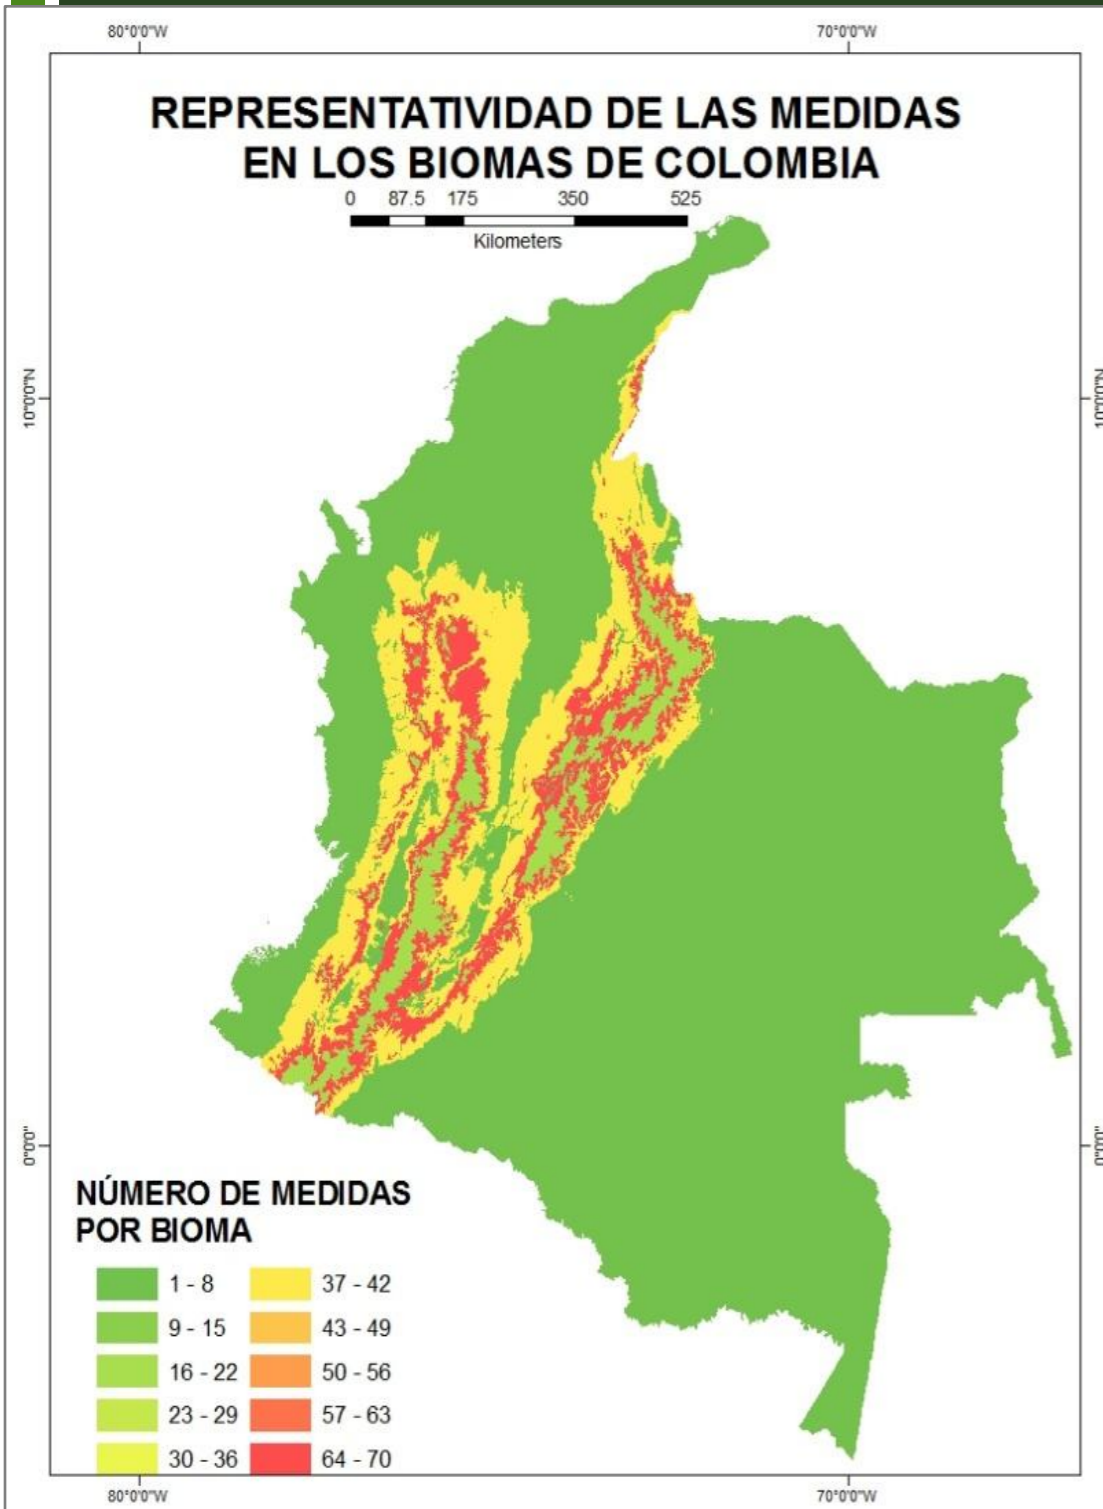 80°0'0"W
70°0'0"W
REPRESENTATIVIDAD DE LAS MEDIDAS
EN LOS BIOMAS DE COLOMBIA
0 87.5 175 350 525
Kilometers
10°0'0"N
10°0'0"N
0°0'0"
0°0'0"
NÚMERO DE MEDIDAS
POR BIOMA
1 - 8
9 - 15
16 - 22
23 - 29
30 - 36
37 - 42
43 - 49
50 - 56
57 - 63
64 - 70
80°0'0"W
70°0'0"W